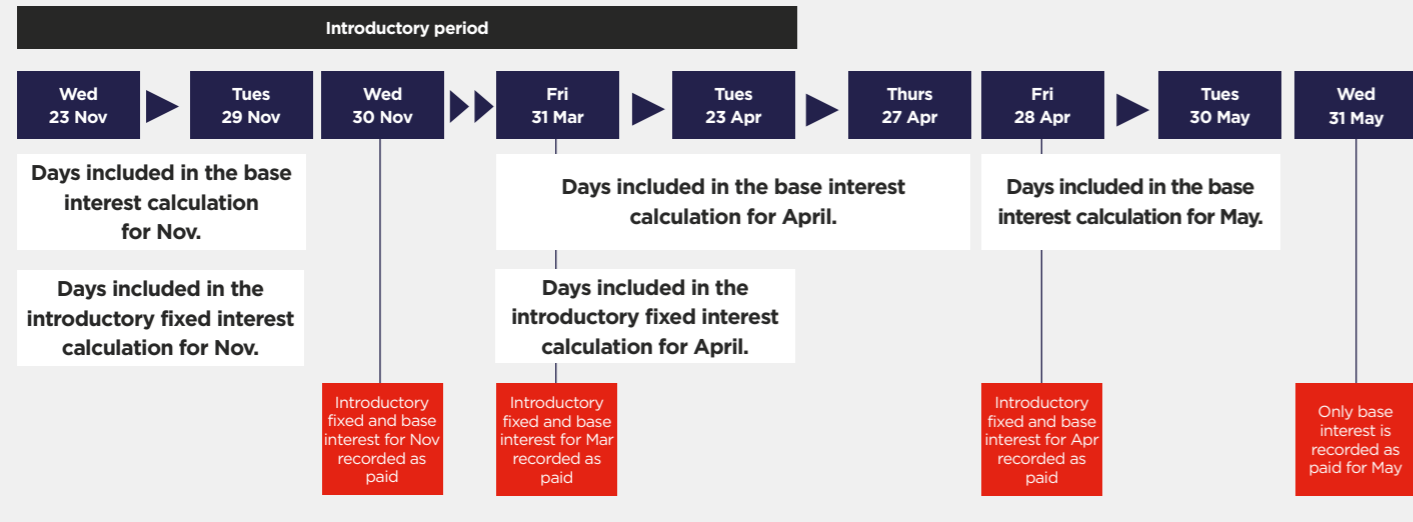 Introductory period
Wed
23 Nov
Tues
29 Nov
Wed
30 Nov
Fri
31 Mar
Tues
23 Apr
Thurs
27 Apr
Fri
28 Apr
Tues
30 May
Wed
31 May
Days included in the base
interest calculation
for Nov.
Days included in the base interest
calculation for April.
Days included in the base
interest calculation for May.
Days included in the
introductory fixed interest
calculation for Nov.
Days included in the
introductory fixed interest
calculation for April.
Introductory
fixed and base
interest for Nov
recorded as
paid
Introductory
fixed and base
interest for Mar
recorded as
paid
Introductory
fixed and base
interest for Apr
recorded as
paid
Only base
interest is
recorded as
paid for May